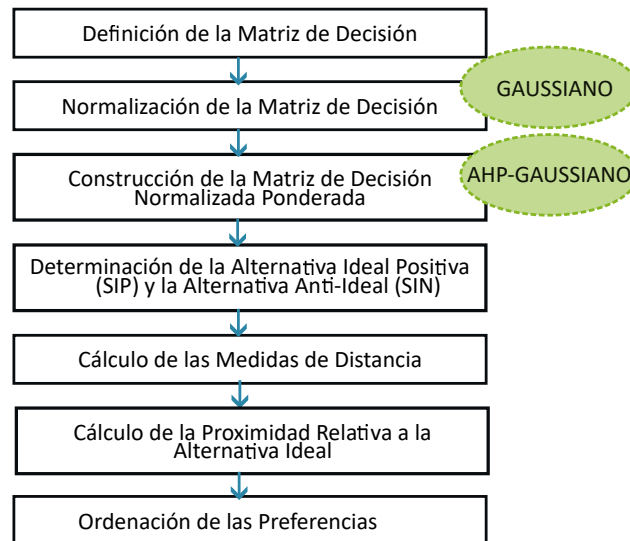 Definición de la Matriz de Decisión
GAUSSIANO
Normalización de la Matriz de Decisión
AHP-GAUSSIANO
Construcción de la Matriz de Decisión
Normalizada Ponderada
Determinación de la Alternativa Ideal Positiva
(SIP) y la Alternativa Anti-Ideal (SIN)
Cálculo de las Medidas de Distancia
Cálculo de la Proximidad Relativa a la
Alternativa Ideal
Ordenación de las Preferencias